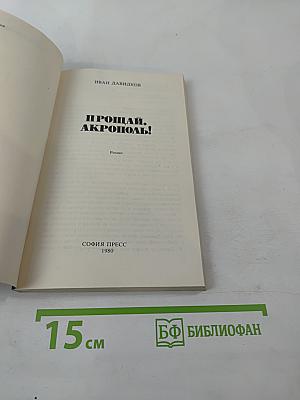 ИВАН ДАВИДКОВ
ПРОЩАЙ,
АКРОПОЛЬ!
Роман
СОФИЯ ПРЕСС
1980
15 см
БФ БИБЛИОФАН